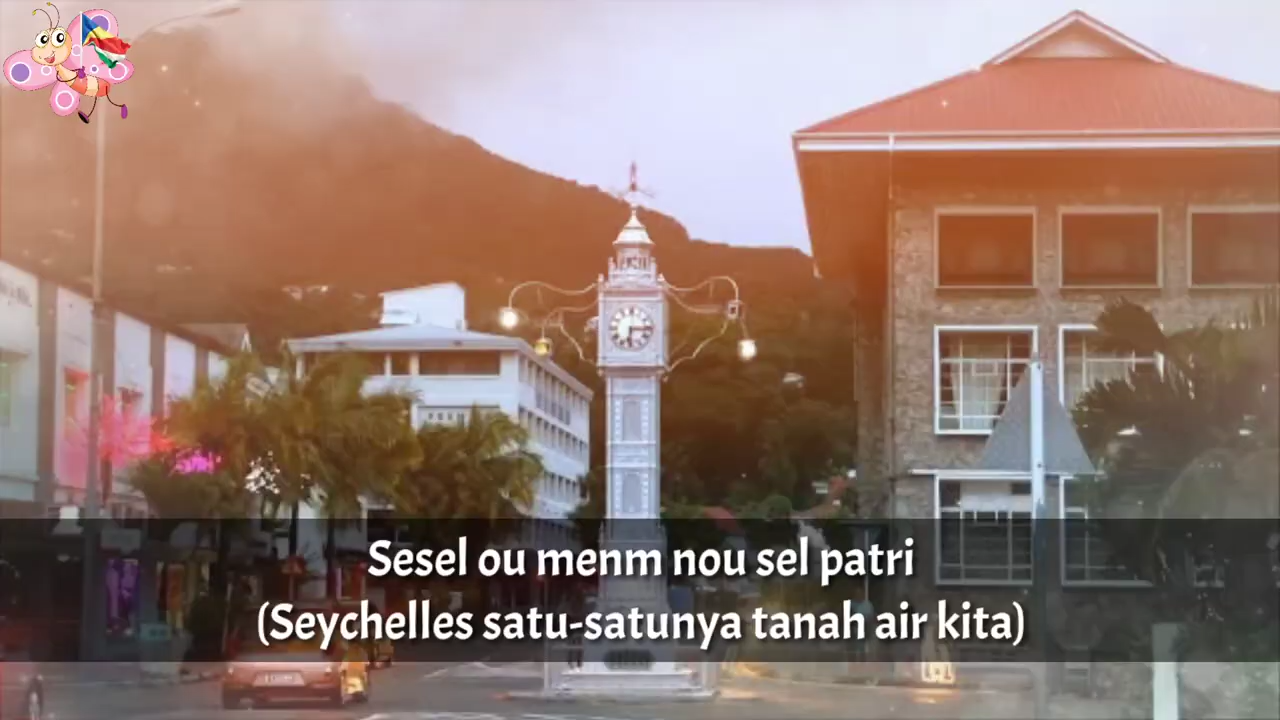 Sesel ou menm nou sel patri
(Seychelles satu-satunya tanah air kita)